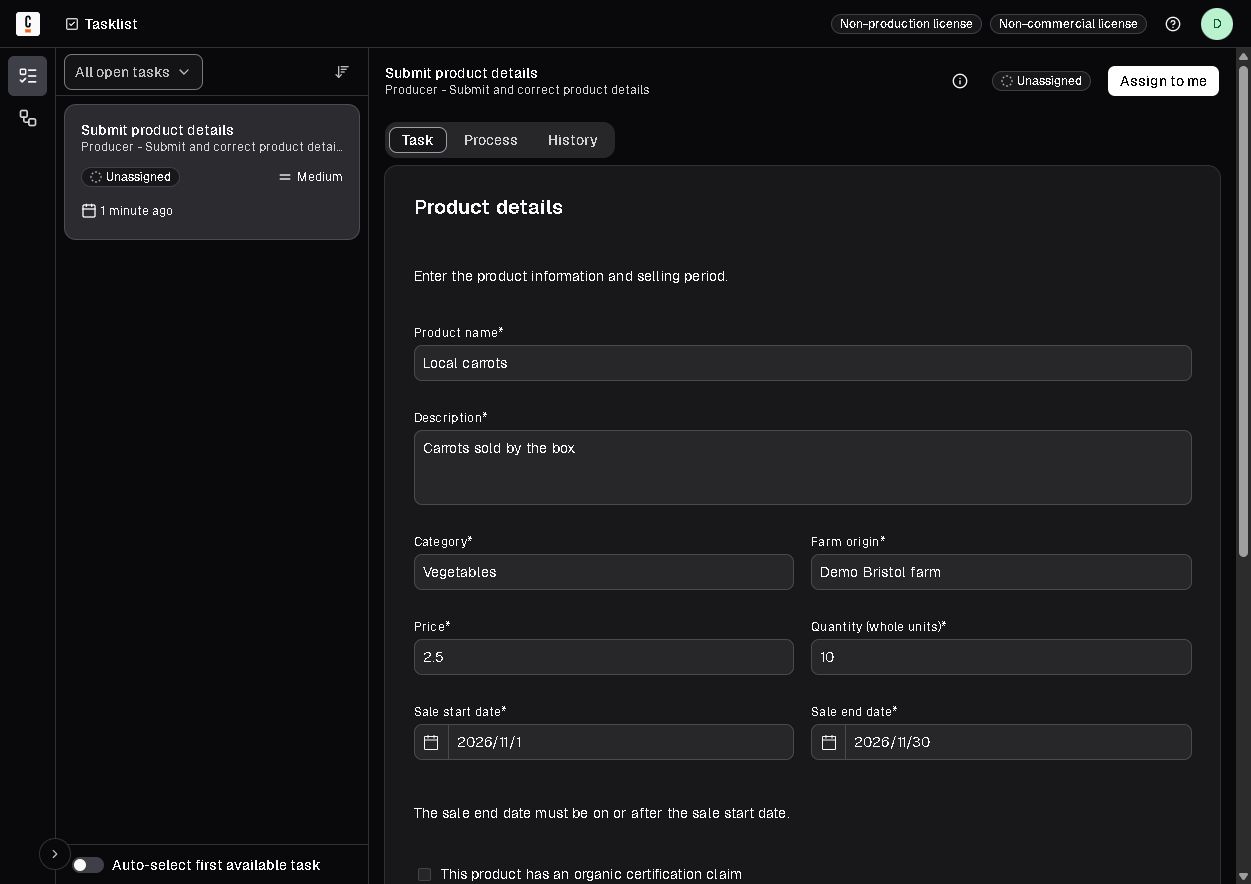 C
Tasklist
Non-production license
Non-commercial license
D
All open tasks
Submit product details
Producer - Submit and correct product detai…
Unassigned
Medium
1 minute ago
Auto-select first available task
Submit product details
Producer - Submit and correct product details
Unassigned
Assign to me
Task
Process
History
Product details
Enter the product information and selling period.
Product name*
Local carrots
Description*
Carrots sold by the box
Category*
Farm origin*
Vegetables
Demo Bristol farm
Price*
Quantity (whole units)*
2.5
10
Sale start date*
Sale end date*
2026/11/1
2026/11/30
The sale end date must be on or after the sale start date.
This product has an organic certification claim